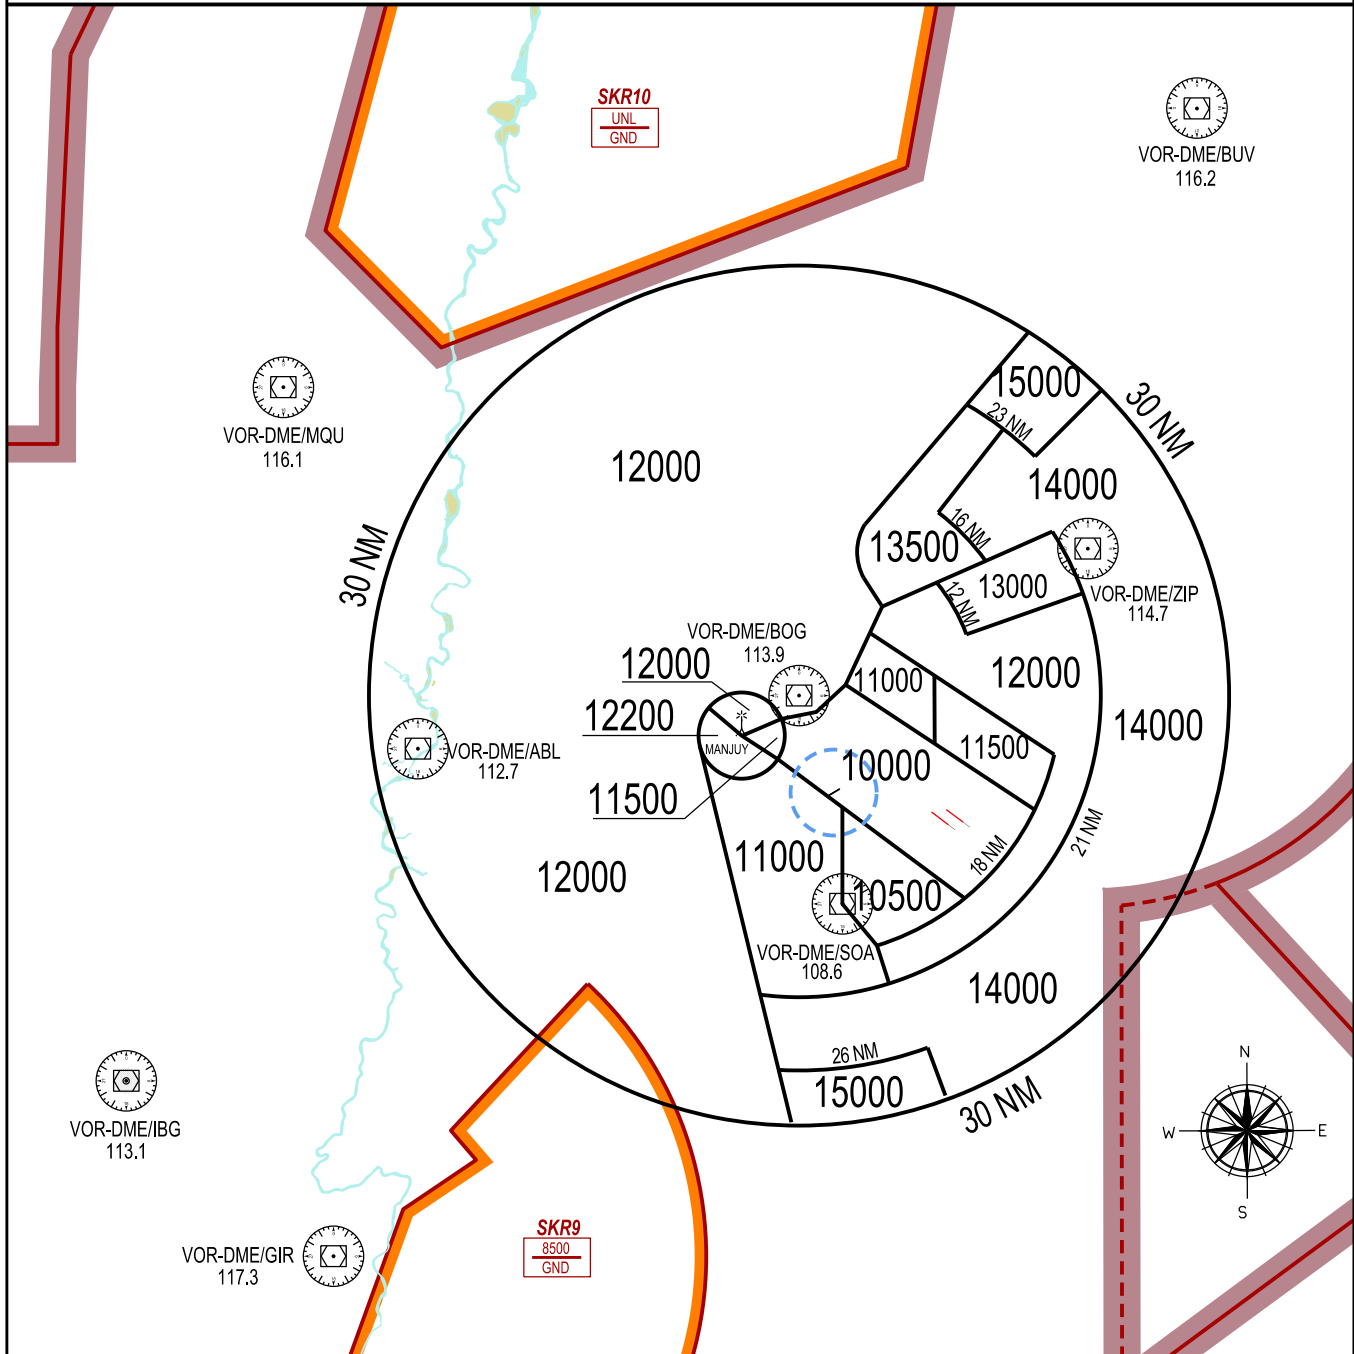 SKR10
UNL
GND
VOR-DME/BUV
116.2
15000
23 NM
30 NM
VOR-DME/MQU
116.1
12000
14000
16 NM
13500
30 NM
13000
12 NM
VOR-DME/ZIP
114.7
VOR-DME/BOG
113.9
12000
11000
12000
12200
14000
MANJUY
11500
VOR-DME/ABL
112.7
10000
11500
21 NM
11000
18 NM
12000
10500
VOR-DME/SOA
108.6
14000
26 NM
15000
30 NM
N
W
E
S
VOR-DME/IBG
113.1
SKR9
8500
GND
VOR-DME/GIR
117.3